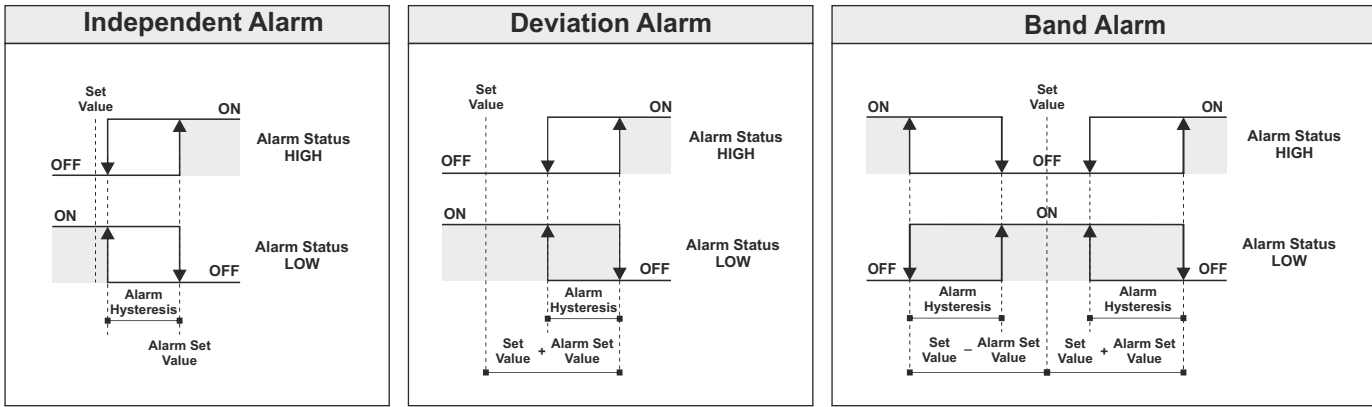 Independent Alarm
Set
Value
ON
OFF
Alarm Status
HIGH
ON
OFF
Alarm Status
LOW
Alarm
Hysteresis
Alarm Set
Value
Deviation Alarm
Set
Value
ON
OFF
Alarm Status
HIGH
ON
OFF
Alarm Status
LOW
Alarm
Hysteresis
Set
Value + Alarm Set
Value
Band Alarm
Set
Value
ON
ON
OFF
Alarm Status
HIGH
ON
OFF
OFF
Alarm Status
LOW
Alarm
Hysteresis
Alarm
Hysteresis
Set
Value – Alarm Set
Value
Set
Value + Alarm Set
Value